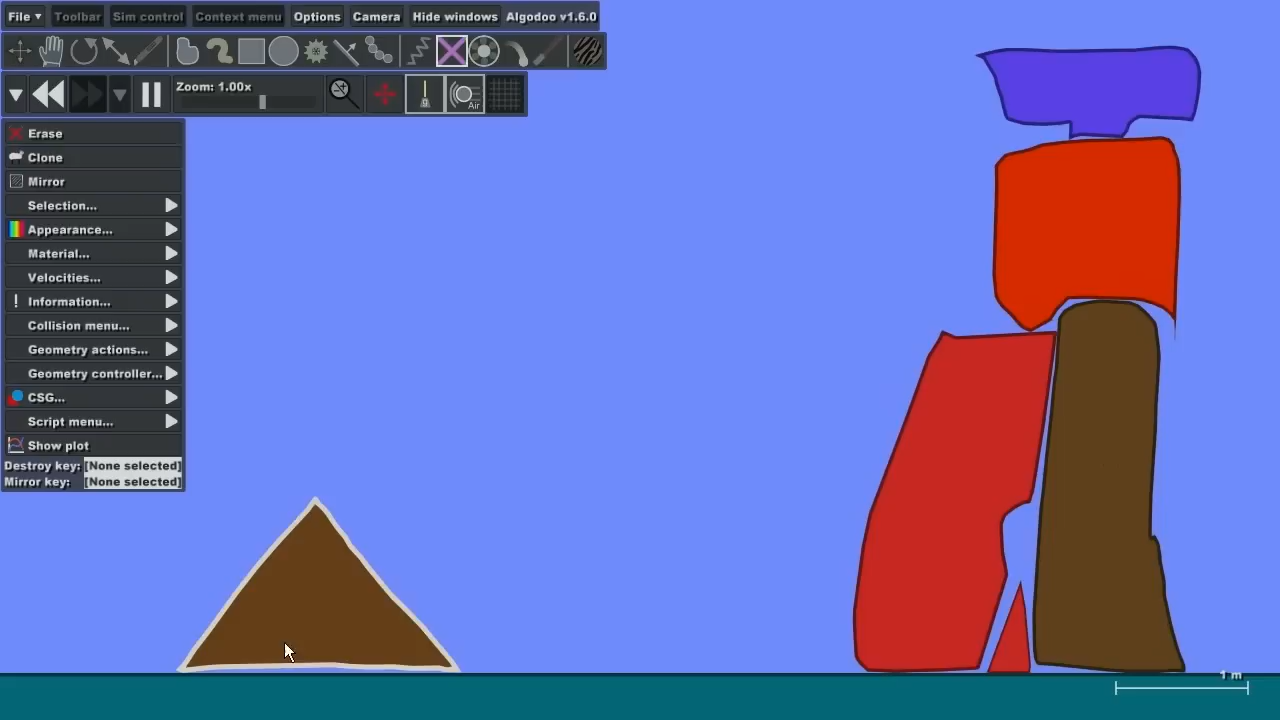 File Toolbar Sim control Context menu Options Camera Hide windows Algodoo v1.6.0
Zoom: 1.00x
g Air
Erase
Clone
Mirror
Selection...
Appearance...
Material...
Velocities...
Information...
Collision menu...
Geometry actions...
Geometry controller...
CSG...
Script menu...
Show plot
Destroy key: [None selected]
Mirror key: [None selected]
1 m